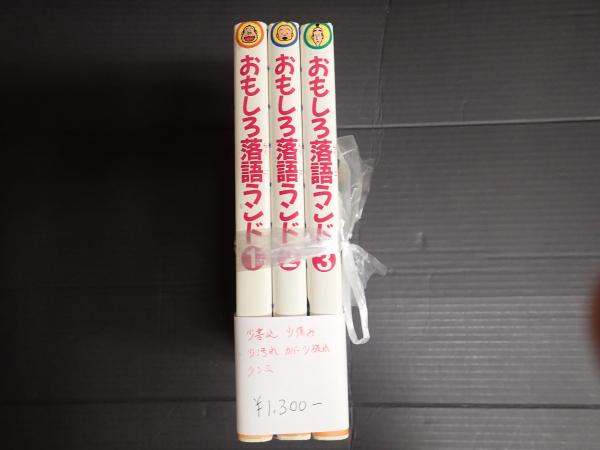 おもしろ落語ランド1
おもしろ落語ランド2
おもしろ落語ランド3
少書込 少傷み
少汚れ カバー少破れ
少シミ
¥1,300-